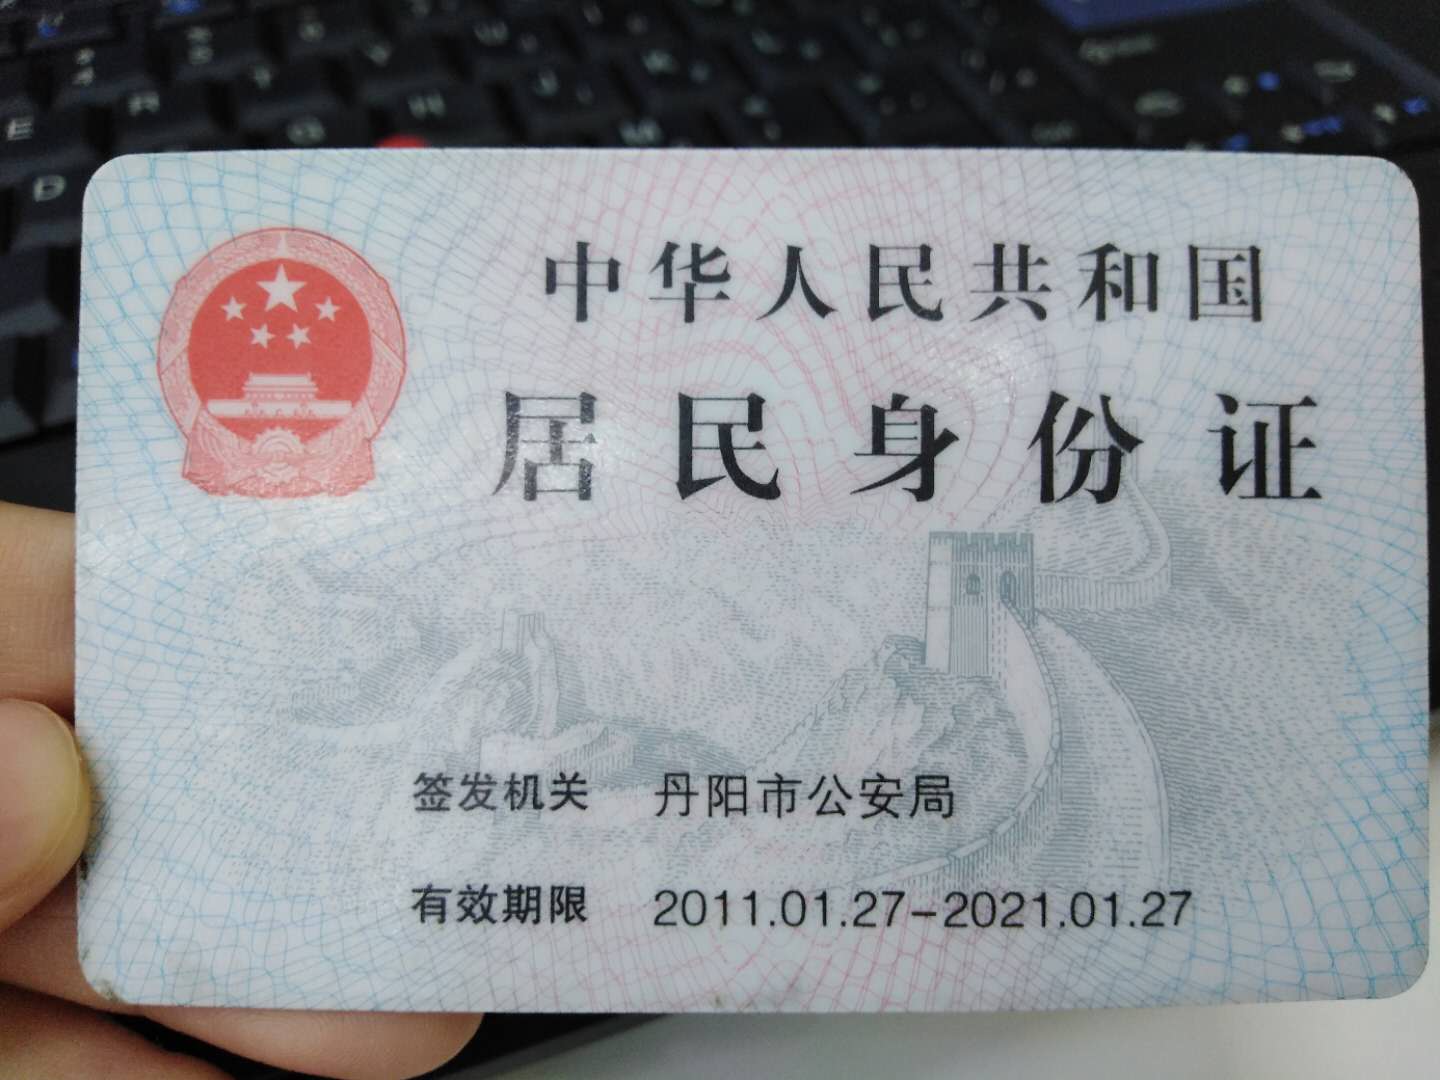 中华人民共和国
居民身份证
签发机关 丹阳市公安局
有效期限 2011.01.27-2021.01.27